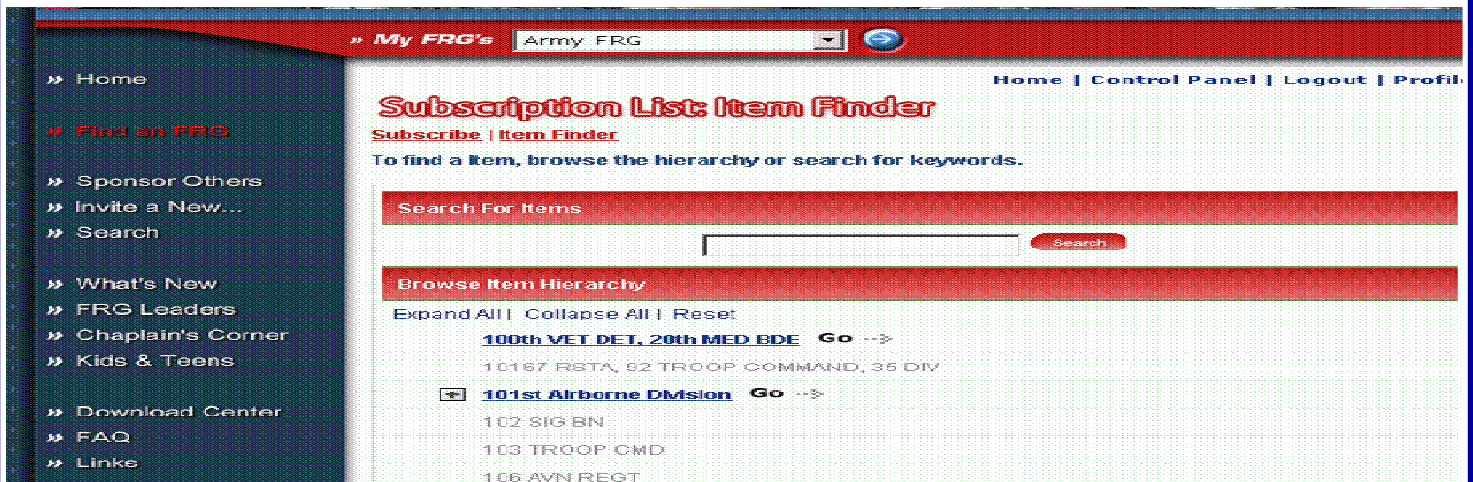 » My FRG's Army FRG
» Home
» Find an FRG
» Sponsor Others
» Invite a New...
» Search
» What's New
» FRG Leaders
» Chaplain's Corner
» Kids & Teens
» Download Center
» FAQ
» Links
Home | Control Panel | Logout | Profil
Subscription List: Item Finder
Subscribe | Item Finder
To find a item, browse the hierarchy or search for keywords.
Search For Items
Search
Browse Item Hierarchy
Expand All | Collapse All | Reset
100th VET DET, 20th MED BDE Go -->
10167 RSTA, 92 TROOP COMMAND, 35 DIV
+ 101st Airborne Division Go -->
102 SIG BN
103 TROOP CMD
106 AVN REGT